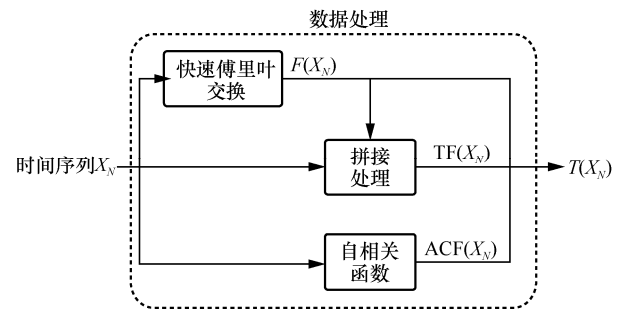 数据处理
快速傅里叶
交换
F(X_N)
时间序列X_N
拼接
处理
TF(X_N)
T(X_N)
自相关
函数
ACF(X_N)